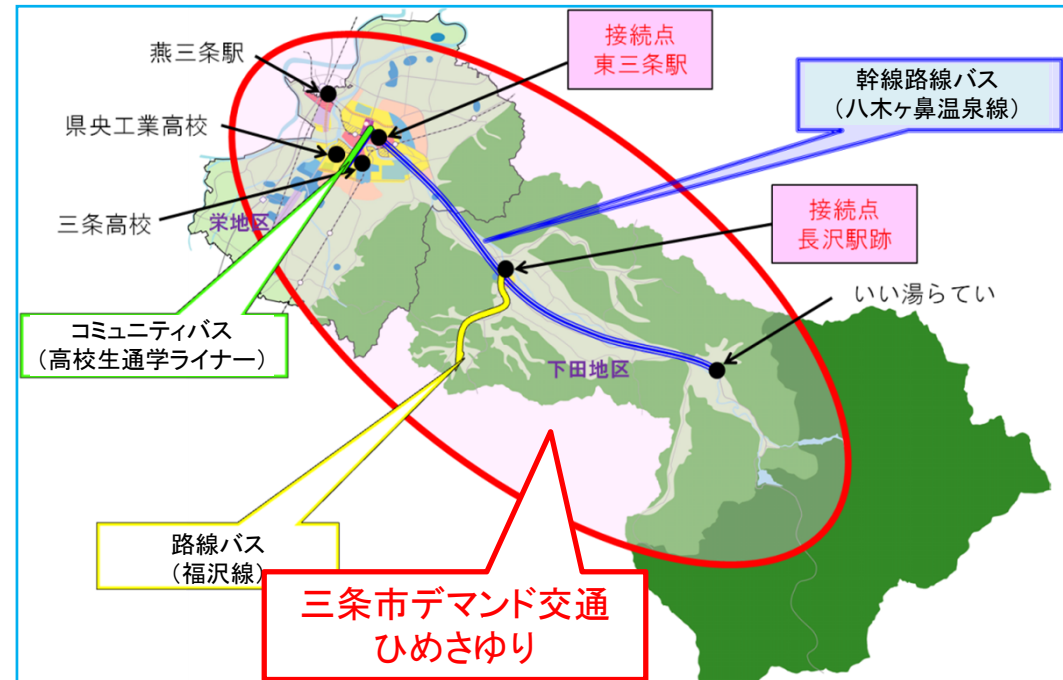 燕三条駅
接続点
東三条駅
県央工業高校
幹線路線バス
(八木ヶ鼻温泉線)
三条高校
栄地区
接続点
長沢駅跡
いい湯らてい
コミュニティバス
(高校生通学ライナー)
下田地区
路線バス
(福沢線)
三条市デマンド交通
ひめさゆり